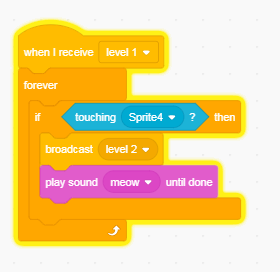 when I receive level 1
forever
if touching Sprite4 ? then
broadcast level 2
play sound meow until done